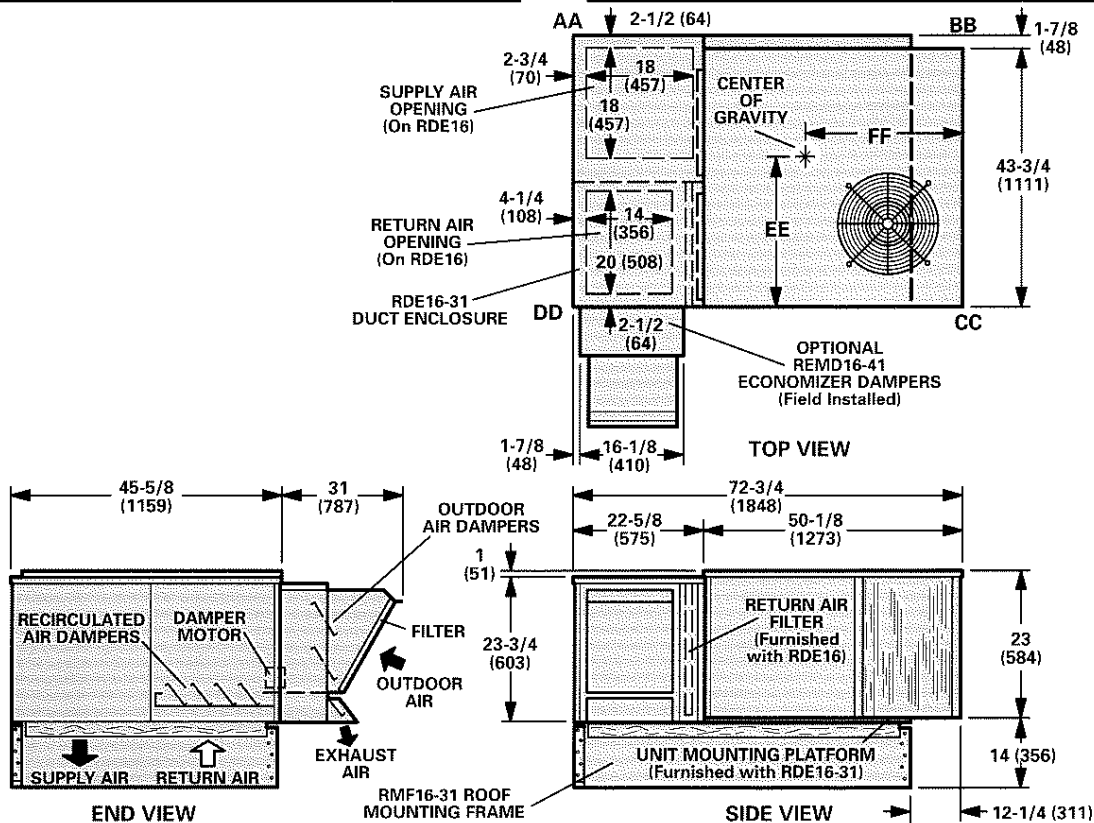 AA
2-1/2 (64)
BB
1-7/8
(48)
2-3/4
(70)
18
(457)
SUPPLY AIR
OPENING
(On RDE16)
18
(457)
CENTER
OF
GRAVITY
FF
43-3/4
(1111)
4-1/4
(108)
14
(356)
EE
RETURN AIR
OPENING
(On RDE16)
20 (508)
RDE16-31
DUCT ENCLOSURE
DD
2-1/2
(64)
CC
OPTIONAL
REMD16-41
ECONOMIZER DAMPERS
(Field Installed)
1-7/8
(48)
16-1/8
(410)
TOP VIEW
45-5/8
(1159)
31
(787)
OUTDOOR
AIR DAMPERS
RECIRCULATED
AIR DAMPERS
DAMPER
MOTOR
FILTER
OUTDOOR
AIR
EXHAUST
AIR
SUPPLY AIR
RETURN AIR
END VIEW
72-3/4
(1848)
22-5/8
(575)
50-1/8
(1273)
1
(51)
23-3/4
(603)
RETURN AIR
FILTER
(Furnished
with RDE16)
23
(584)
UNIT MOUNTING PLATFORM
(Furnished with RDE16-31)
14 (356)
RMF16-31 ROOF
MOUNTING FRAME
SIDE VIEW
12-1/4 (311)